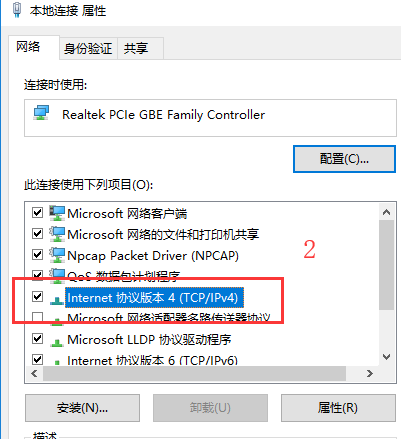 本地连接 属性
网络 身份验证 共享
连接时使用:
Realtek PCIe GBE Family Controller
配置(C)...
此连接使用下列项目(O):
Microsoft 网络客户端
Microsoft 网络的文件和打印机共享
Npcap Packet Driver (NPCAP)
2
QoS 数据包计划程序
Internet 协议版本 4 (TCP/IPv4)
Microsoft 网络适配器多路传送器协议
Microsoft LLDP 协议驱动程序
Internet 协议版本 6 (TCP/IPv6)
安装(N)... 卸载(U) 属性(R)
描述